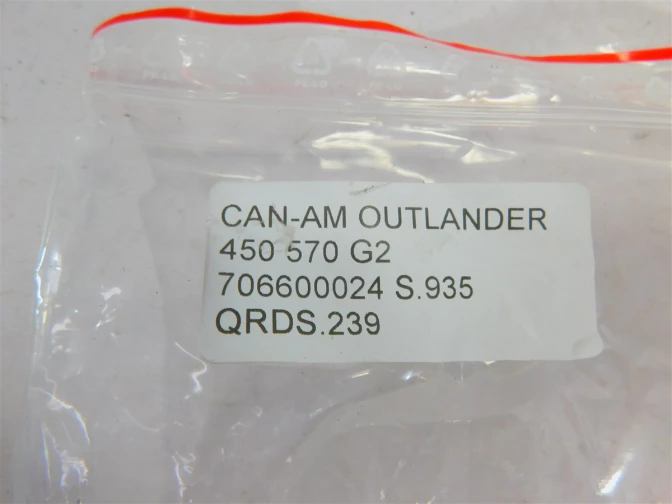 CAN-AM OUTLANDER
450 570 G2
706600024 S.935
QRDS.239